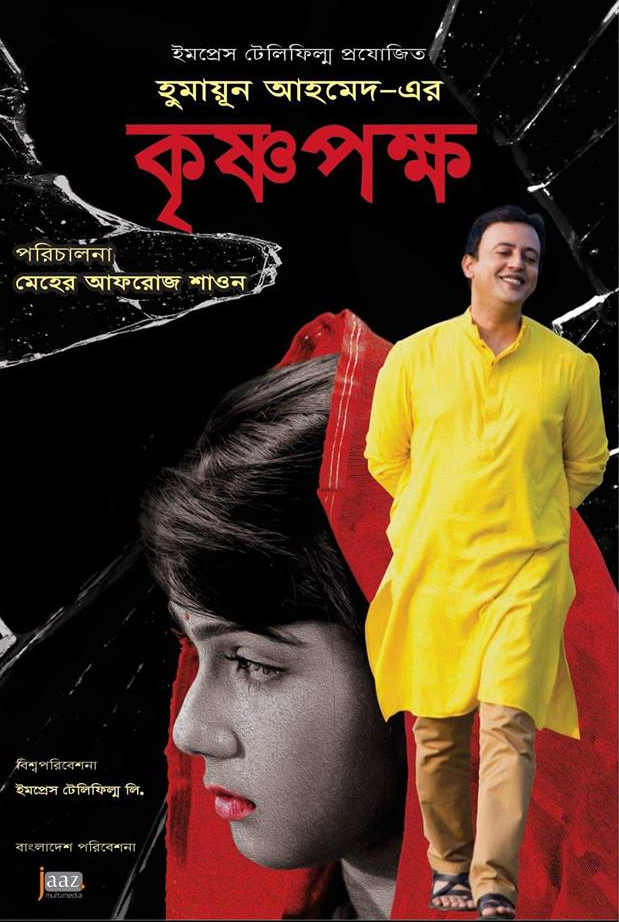 ইমপ্রেস টেলিফিল্ম প্রযোজিত
হুমায়ূন আহমেদ-এর
কৃষ্ণপক্ষ
পরিচালনা
মেহের আফরোজ শাওন
বিশ্বপরিবেশনা
ইমপ্রেস টেলিফিল্ম লি.
বাংলাদেশ পরিবেশনা
jaaz
multimedia